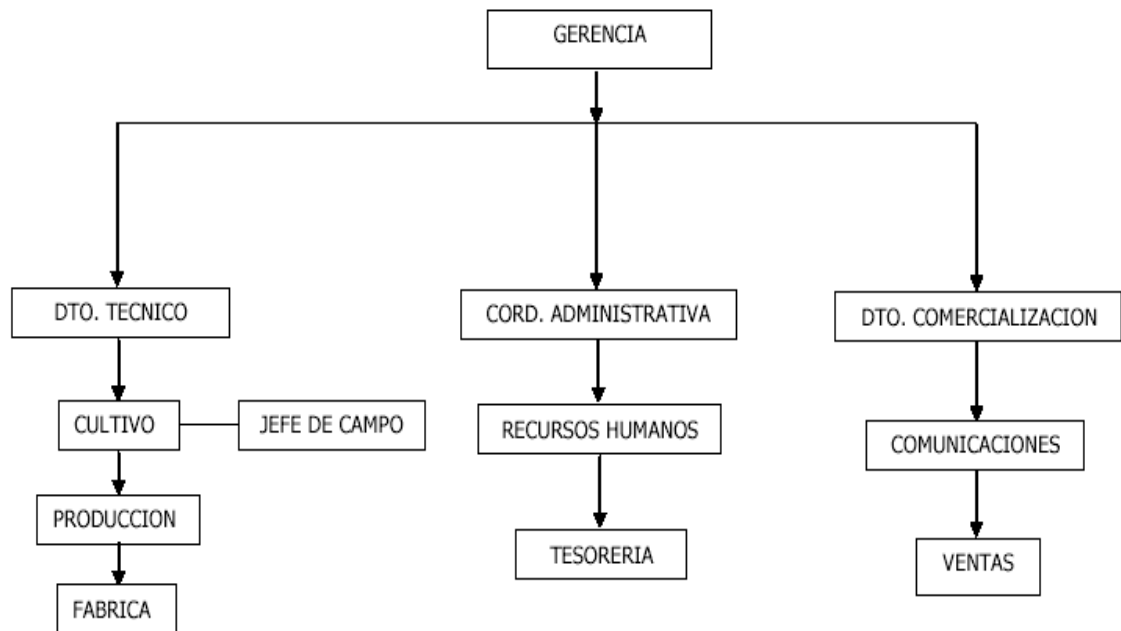 GERENCIA
DTO. TECNICO
CORD. ADMINISTRATIVA
DTO. COMERCIALIZACION
CULTIVO
JEFE DE CAMPO
RECURSOS HUMANOS
COMUNICACIONES
PRODUCCION
TESORERIA
VENTAS
FABRICA